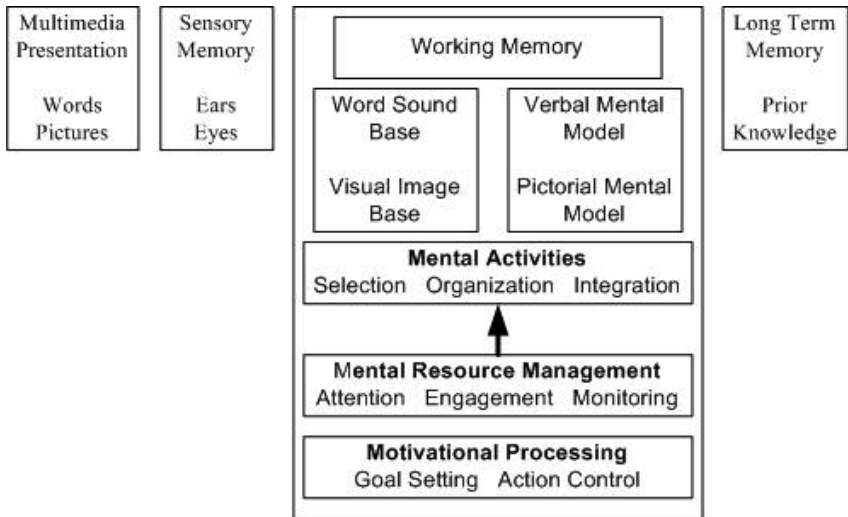 Multimedia
Presentation
Words
Pictures
Sensory
Memory
Ears
Eyes
Working Memory
Word Sound
Base
Visual Image
Base
Verbal Mental
Model
Pictorial Mental
Model
Mental Activities
Selection Organization Integration
Mental Resource Management
Attention Engagement Monitoring
Motivational Processing
Goal Setting Action Control
Long Term
Memory
Prior
Knowledge